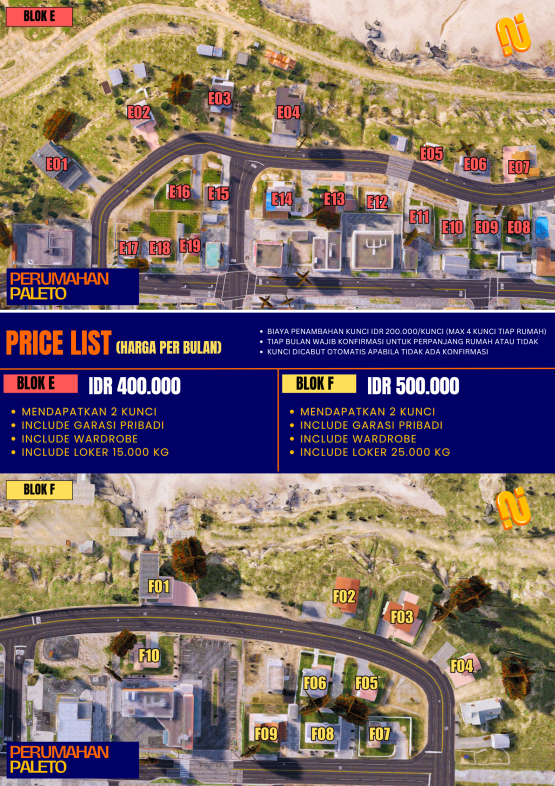 BLOK E
E01
E02
E03
E04
E05
E06
E07
E16
E15
E14
E13
E12
E11
E10
E09
E08
E17
E18
E19
PERUMAHAN
PALETO
PRICE LIST (HARGA PER BULAN)
• BIAYA PENAMBAHAN KUNCI IDR 200.000/KUNCI (MAX 4 KUNCI TIAP RUMAH)
• TIAP BULAN WAJIB KONFIRMASI UNTUK PERPANJANG RUMAH ATAU TIDAK
• KUNCI DICABUT OTOMATIS APABILA TIDAK ADA KONFIRMASI
BLOK E IDR 400.000
• MENDAPATKAN 2 KUNCI
• INCLUDE GARASI PRIBADI
• INCLUDE WARDROBE
• INCLUDE LOKER 15.000 KG
BLOK F IDR 500.000
• MENDAPATKAN 2 KUNCI
• INCLUDE GARASI PRIBADI
• INCLUDE WARDROBE
• INCLUDE LOKER 25.000 KG
BLOK F
F01
F02
F03
F04
F10
F06
F05
F09
F08
F07
PERUMAHAN
PALETO